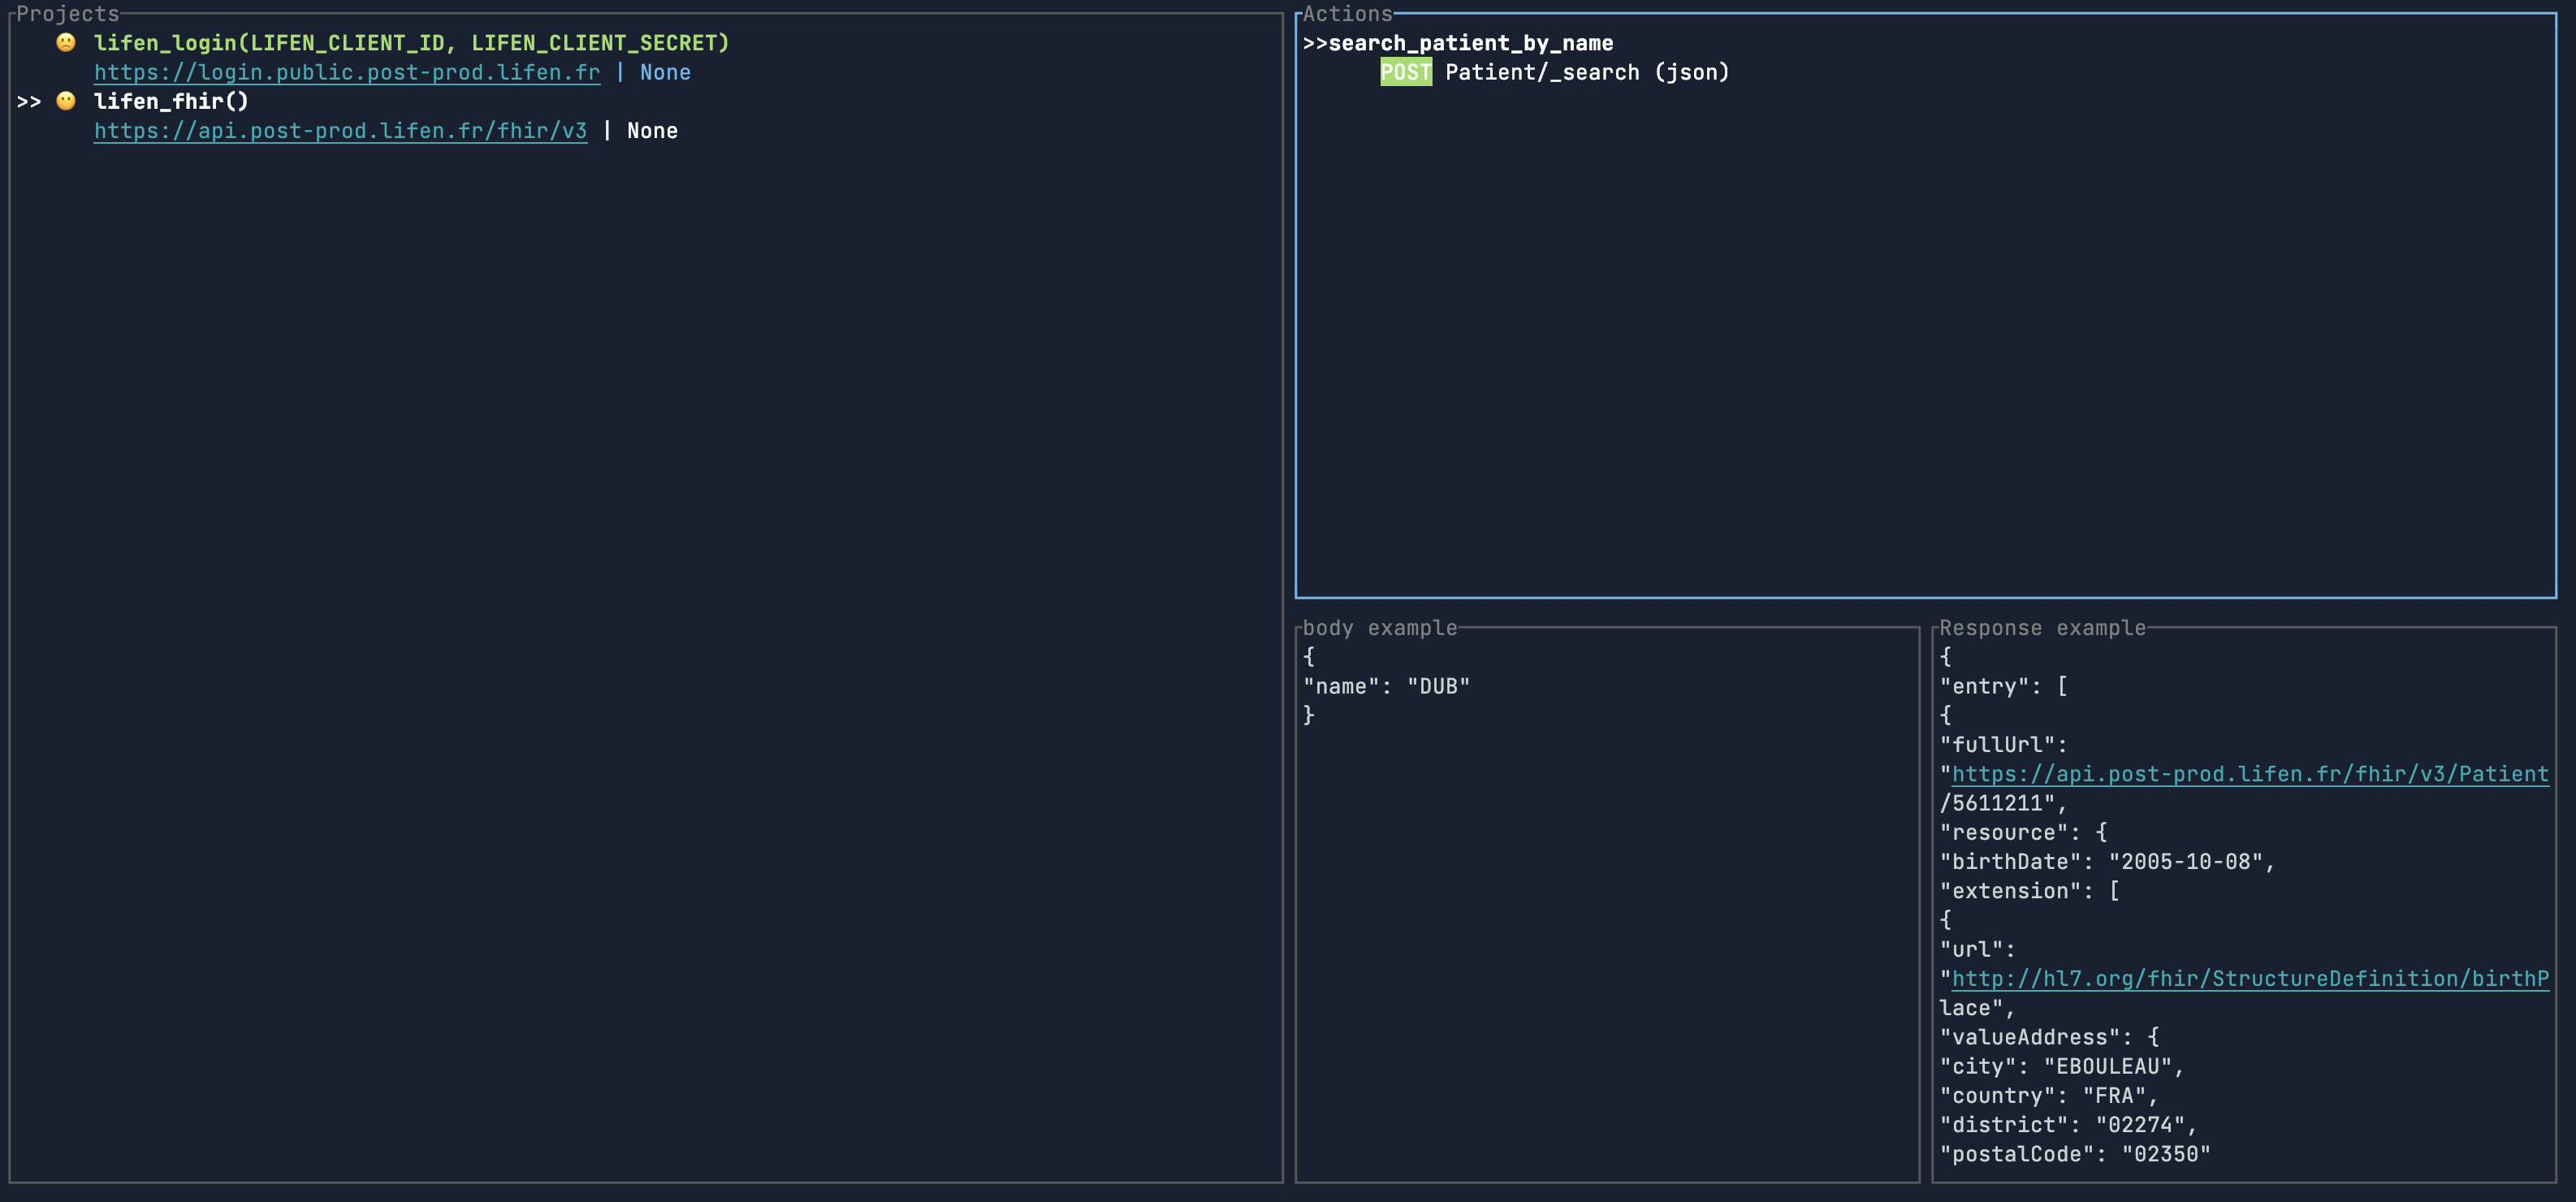 Projects
lifen_login(LIFEN_CLIENT_ID, LIFEN_CLIENT_SECRET)
https://login.public.post-prod.lifen.fr | None
>> lifen_fhir()
https://api.post-prod.lifen.fr/fhir/v3 | None
Actions
>>search_patient_by_name
POST Patient/_search (json)
body example
{
"name": "DUB"
}
Response example
{
"entry": [
{
"fullUrl":
"https://api.post-prod.lifen.fr/fhir/v3/Patient
/5611211",
"resource": {
"birthDate": "2005-10-08",
"extension": [
{
"url":
"http://hl7.org/fhir/StructureDefinition/birthP
lace",
"valueAddress": {
"city": "EBOULEAU",
"country": "FRA",
"district": "02274",
"postalCode": "02350"